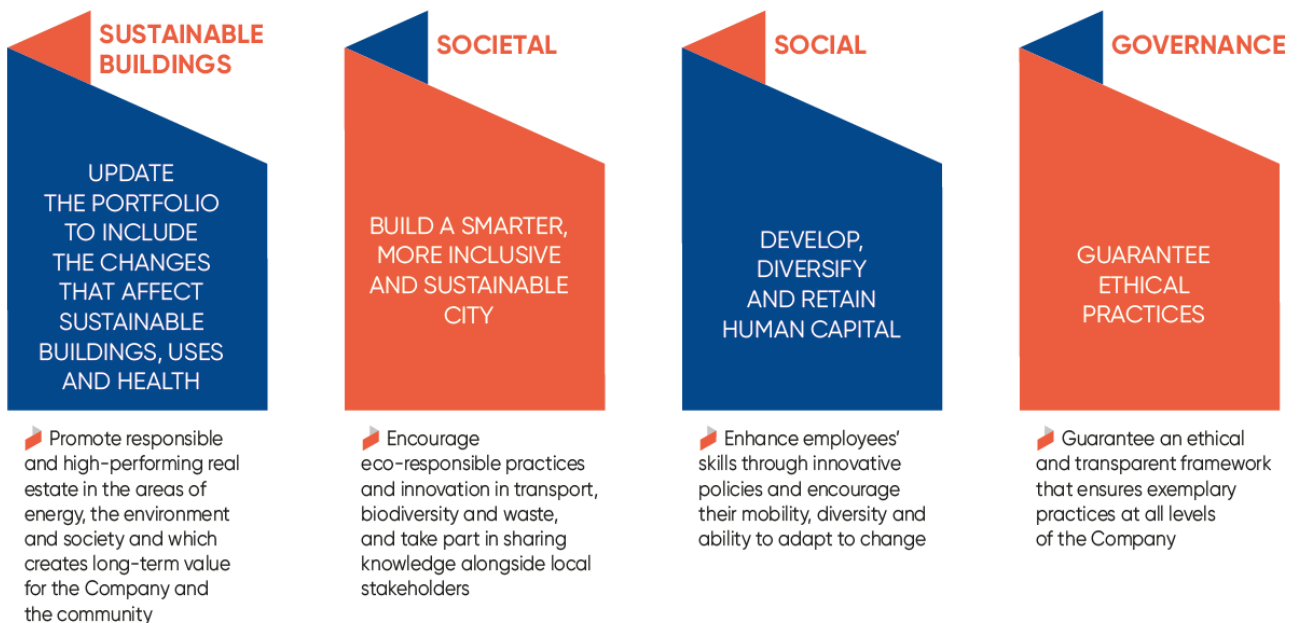 SUSTAINABLE
BUILDINGS
UPDATE
THE PORTFOLIO
TO INCLUDE
THE CHANGES
THAT AFFECT
SUSTAINABLE
BUILDINGS, USES
AND HEALTH
Promote responsible
and high-performing real
estate in the areas of
energy, the environment
and society and which
creates long-term value
for the Company and
the community
SOCIETAL
BUILD A SMARTER,
MORE INCLUSIVE
AND SUSTAINABLE
CITY
Encourage
eco-responsible practices
and innovation in transport,
biodiversity and waste,
and take part in sharing
knowledge alongside local
stakeholders
SOCIAL
DEVELOP,
DIVERSIFY
AND RETAIN
HUMAN CAPITAL
Enhance employees’
skills through innovative
policies and encourage
their mobility, diversity and
ability to adapt to change
GOVERNANCE
GUARANTEE
ETHICAL
PRACTICES
Guarantee an ethical
and transparent framework
that ensures exemplary
practices at all levels
of the Company